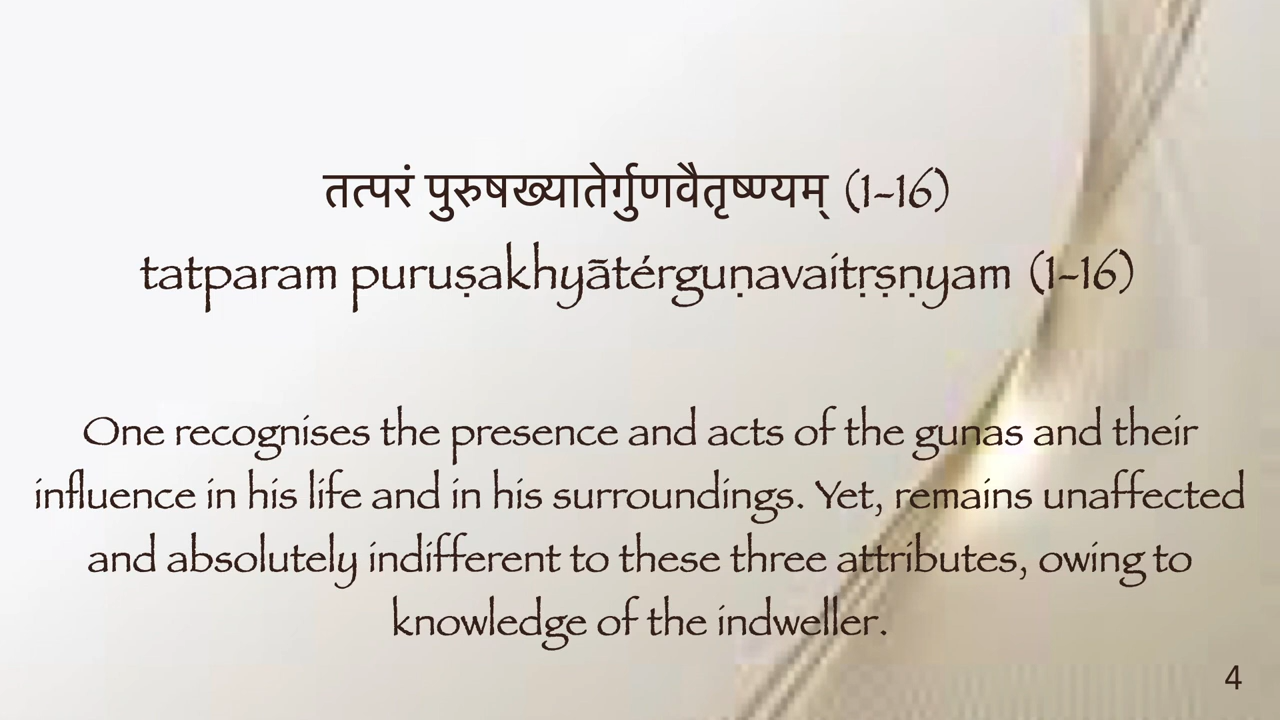 तत्परं पुरुषख्यातेर्गुणवैतृष्ण्यम् (1-16)
tatparam puruṣakhyātérguṇavaitṛṣṇyam (1-16)
One recognises the presence and acts of the gunas and their
influence in his life and in his surroundings. Yet, remains unaffected
and absolutely indifferent to these three attributes, owing to
knowledge of the indweller.
4